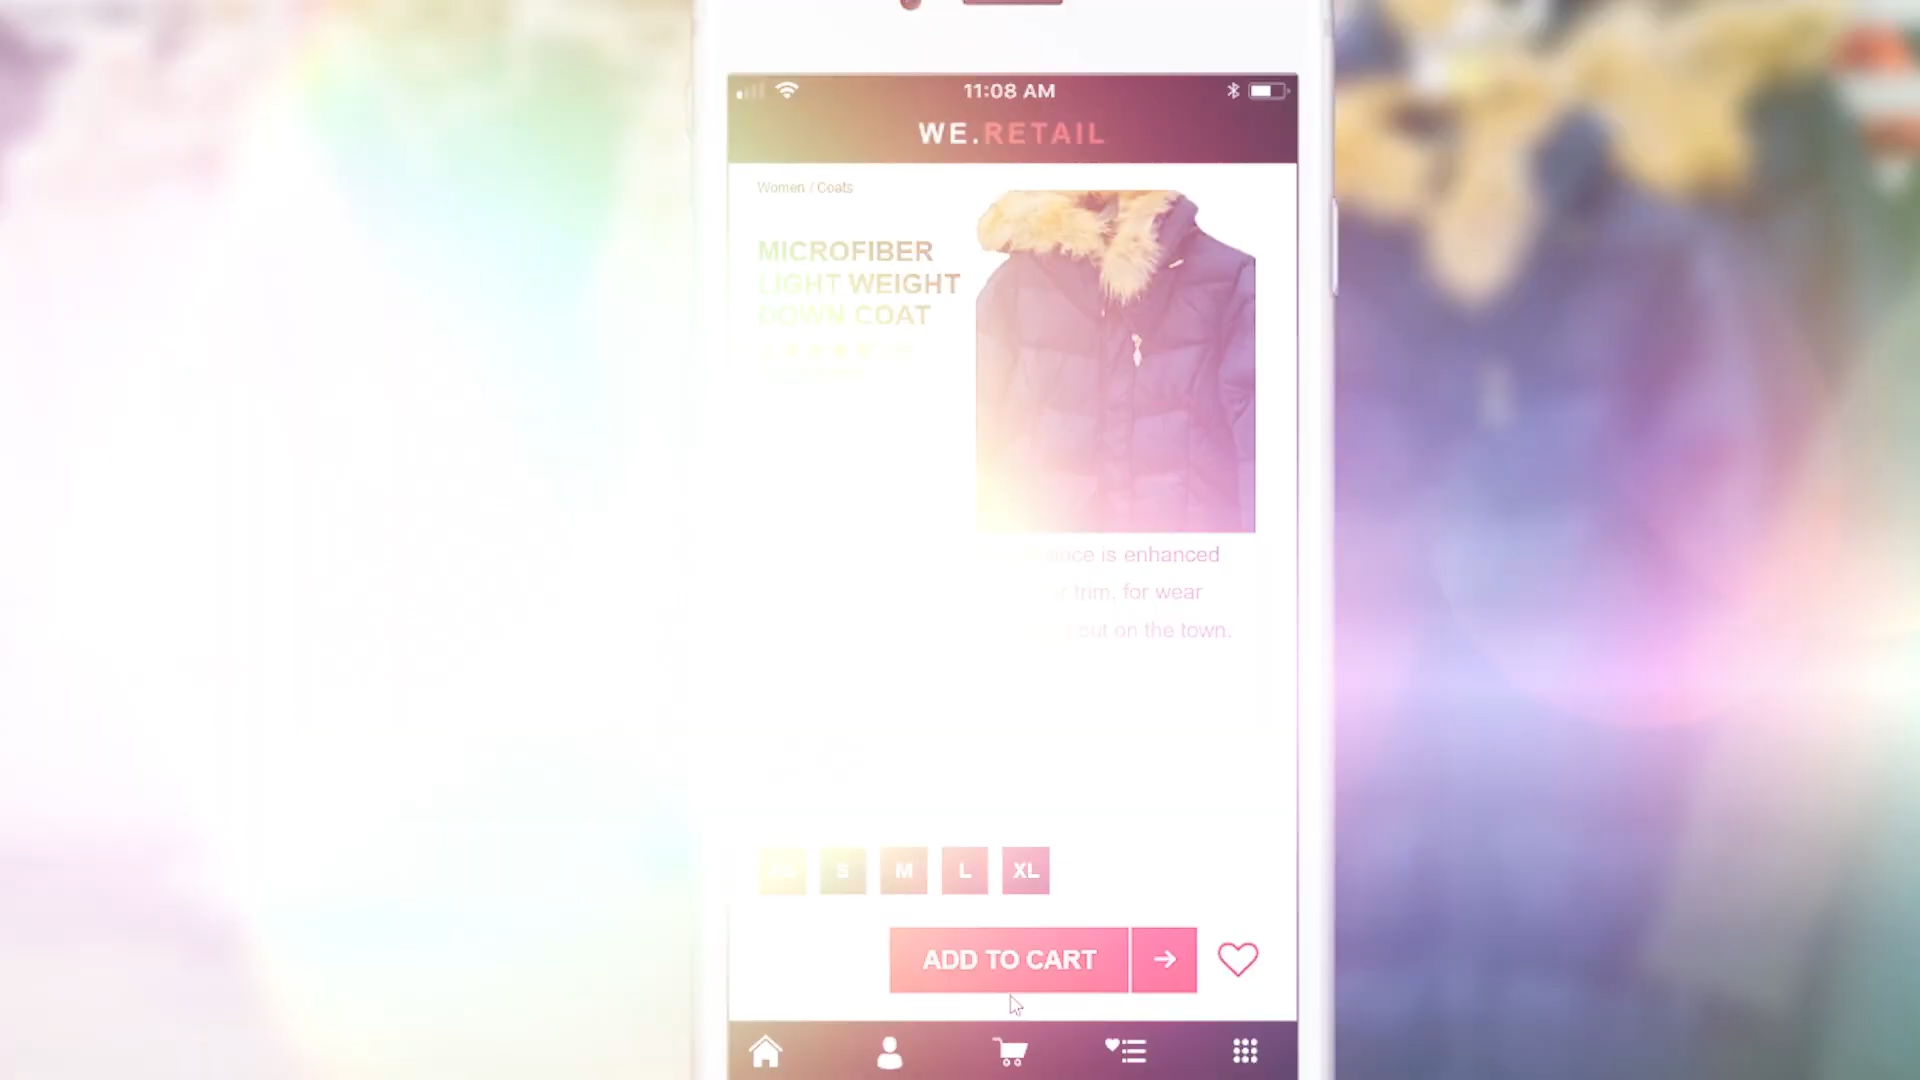 11:08 AM
WE.RETAIL
Women / Coats
MICROFIBER
LIGHT WEIGHT
DOWN COAT
is enhanced
trim, for wear
out on the town.
S M L XL
ADD TO CART